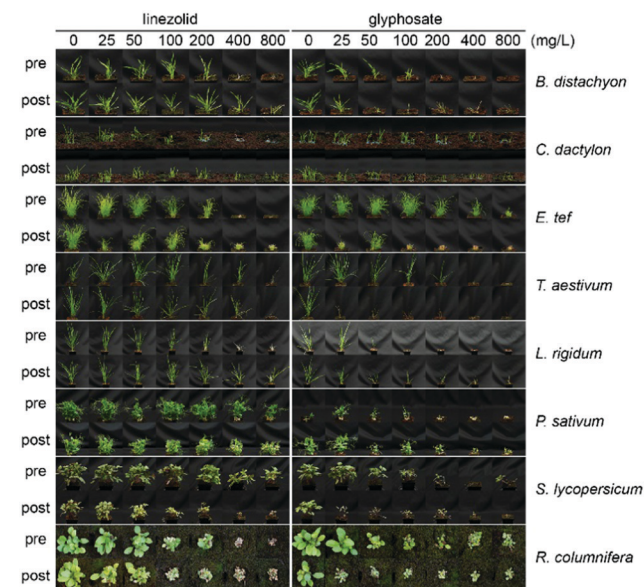 linezolid glyphosate
0 25 50 100 200 400 800 0 25 50 100 200 400 800 (mg/L)
pre
post
B. distachyon
pre
post
C. dactylon
pre
post
E. tef
pre
post
T. aestivum
pre
post
L. rigidum
pre
post
P. sativum
pre
post
S. lycopersicum
pre
post
R. columnifera